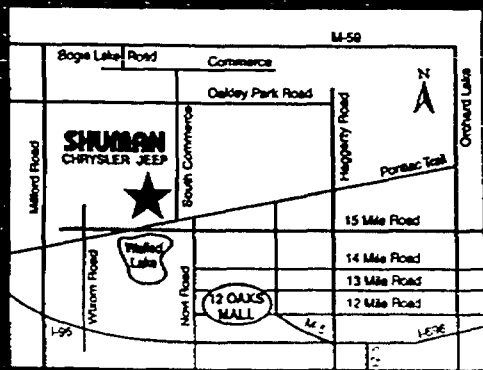 M-59
Bogie Lake Road
Commerce
Oakley Park Road
N
SHUMAN
CHRYSLER JEEP
Milford Road
South Commerce
Haggerty Road
Orchard Lake
Pontiac Trail
15 Mile Road
Walled
Lake
Wixom Road
Novi Road
14 Mile Road
13 Mile Road
12 Mile Road
12 OAKS
MALL
I-96
M-5
I-696